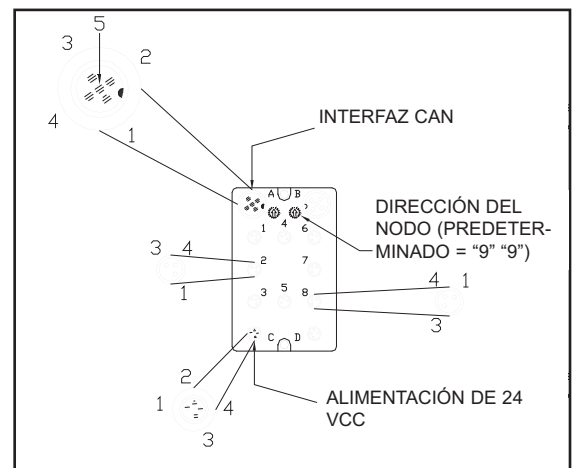 5
3
2
4
1
INTERFAZ CAN
A B
1 4 6
DIRECCIÓN DEL
NODO (PREDETER-
MINADO = “9” “9”)
3 4
2 7
1
3 5 8
4 1
3
C D
2
1 4
3
ALIMENTACIÓN DE 24
VCC